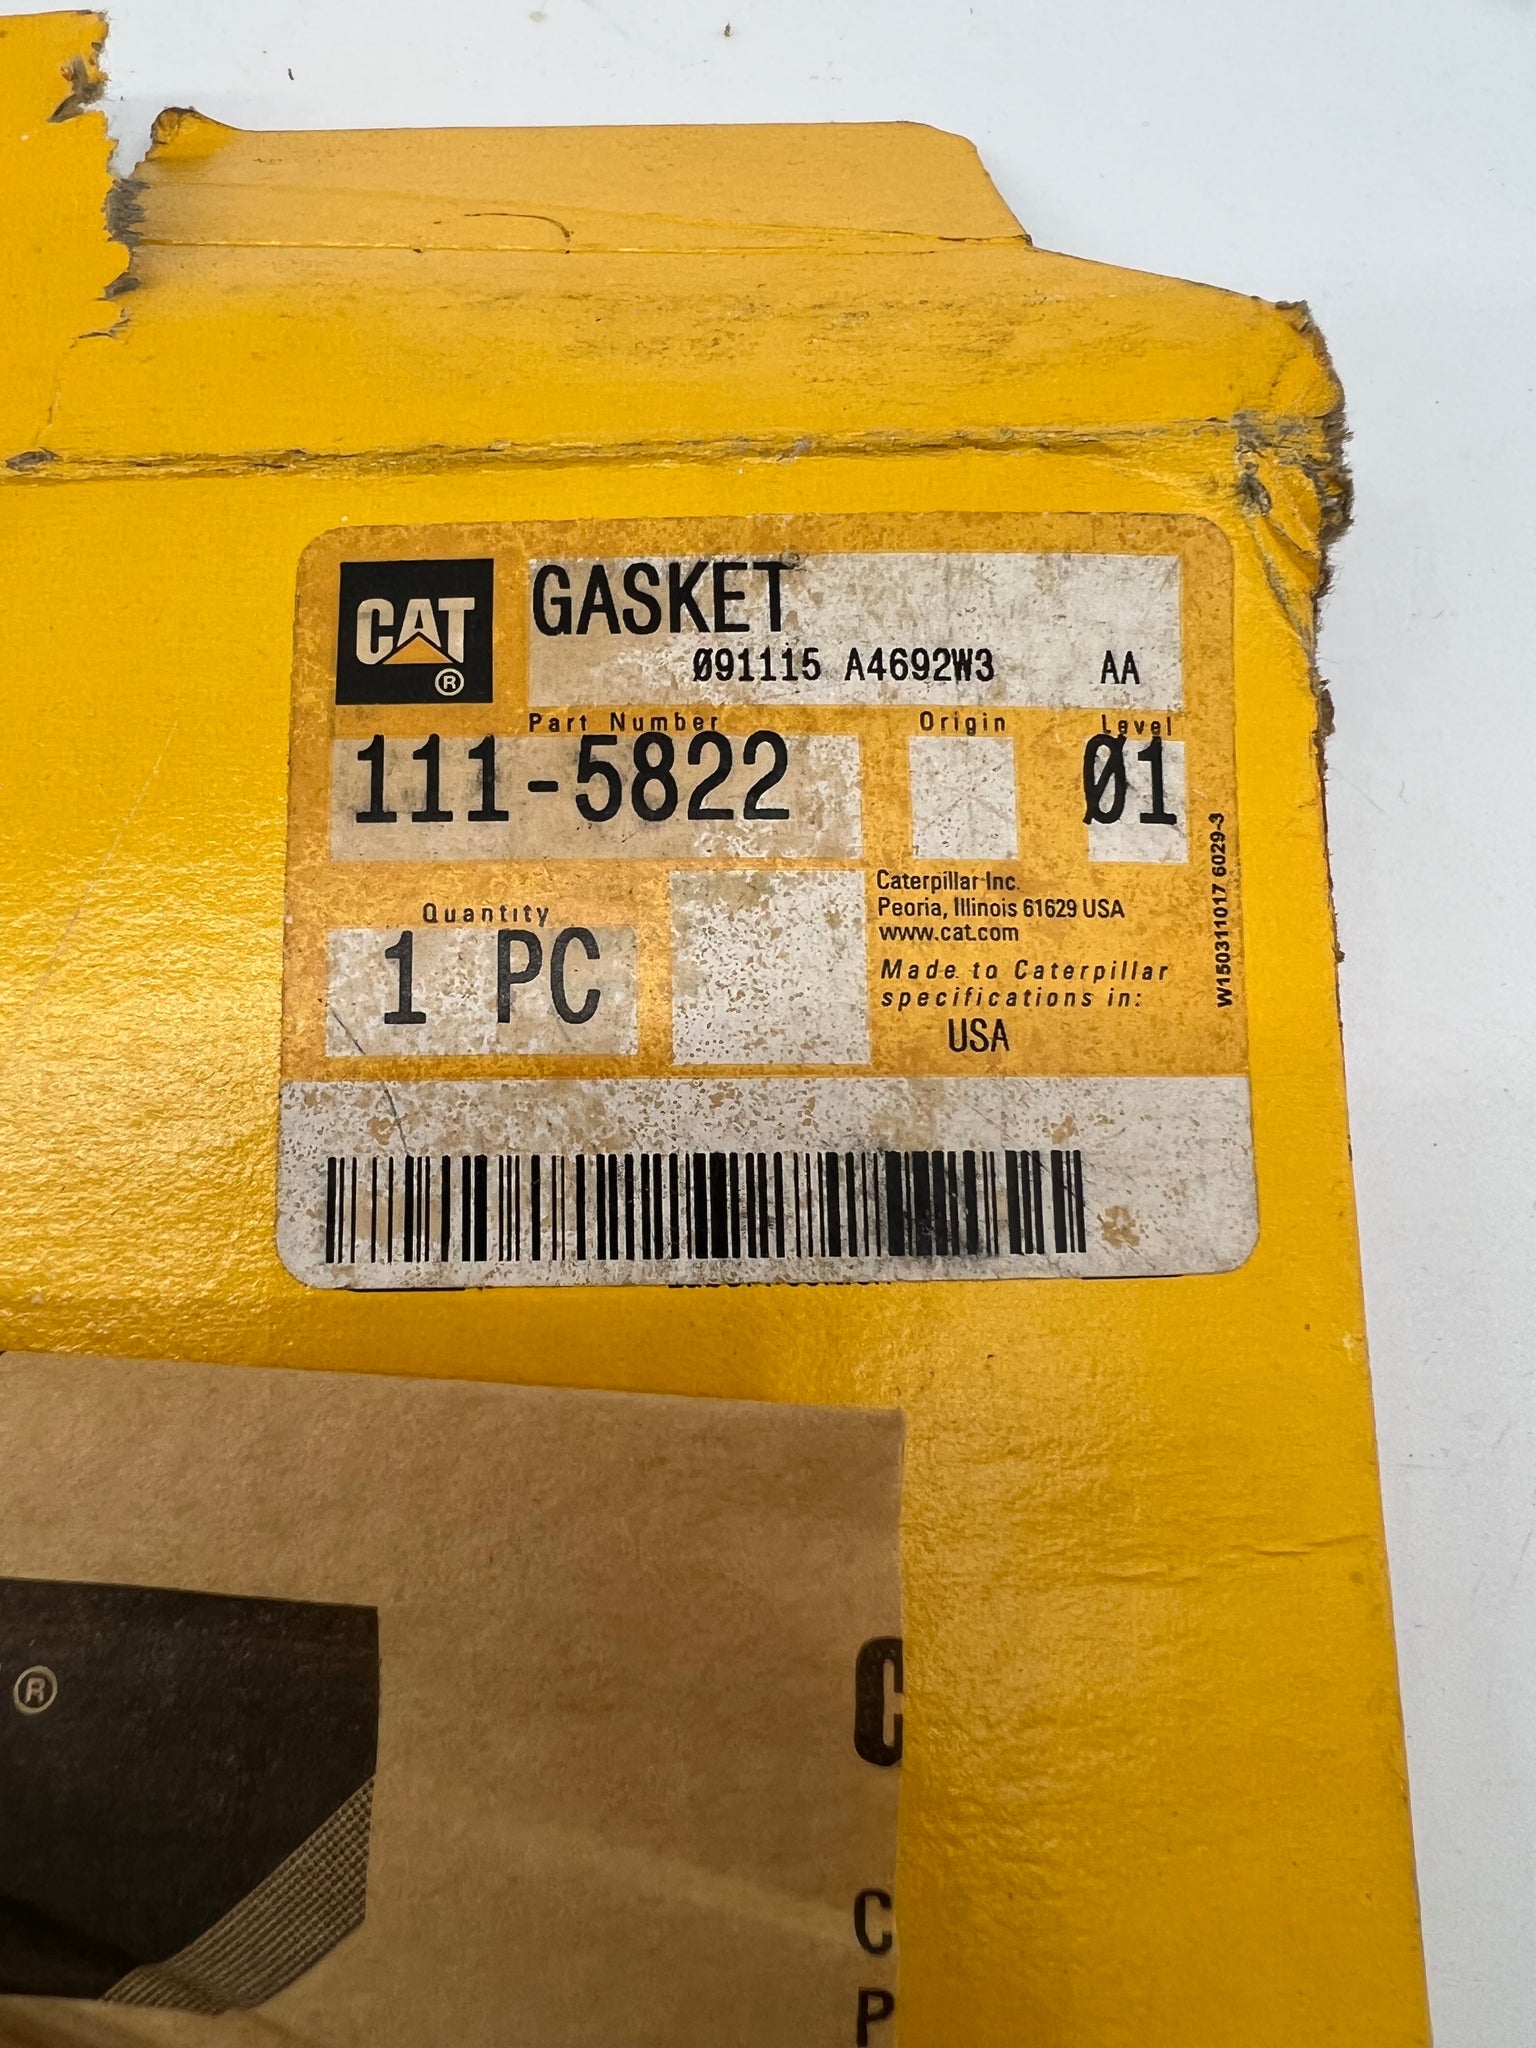 CAT
®
GASKET
Ø91115 A4692W3 AA
Part Number Origin Level
111-5822 Ø1
Caterpillar Inc.
Peoria, Illinois 61629 USA
www.cat.com
Quantity
1 PC
Made to Caterpillar
specifications in:
USA
W150311017 6029-3
®
C
C
P